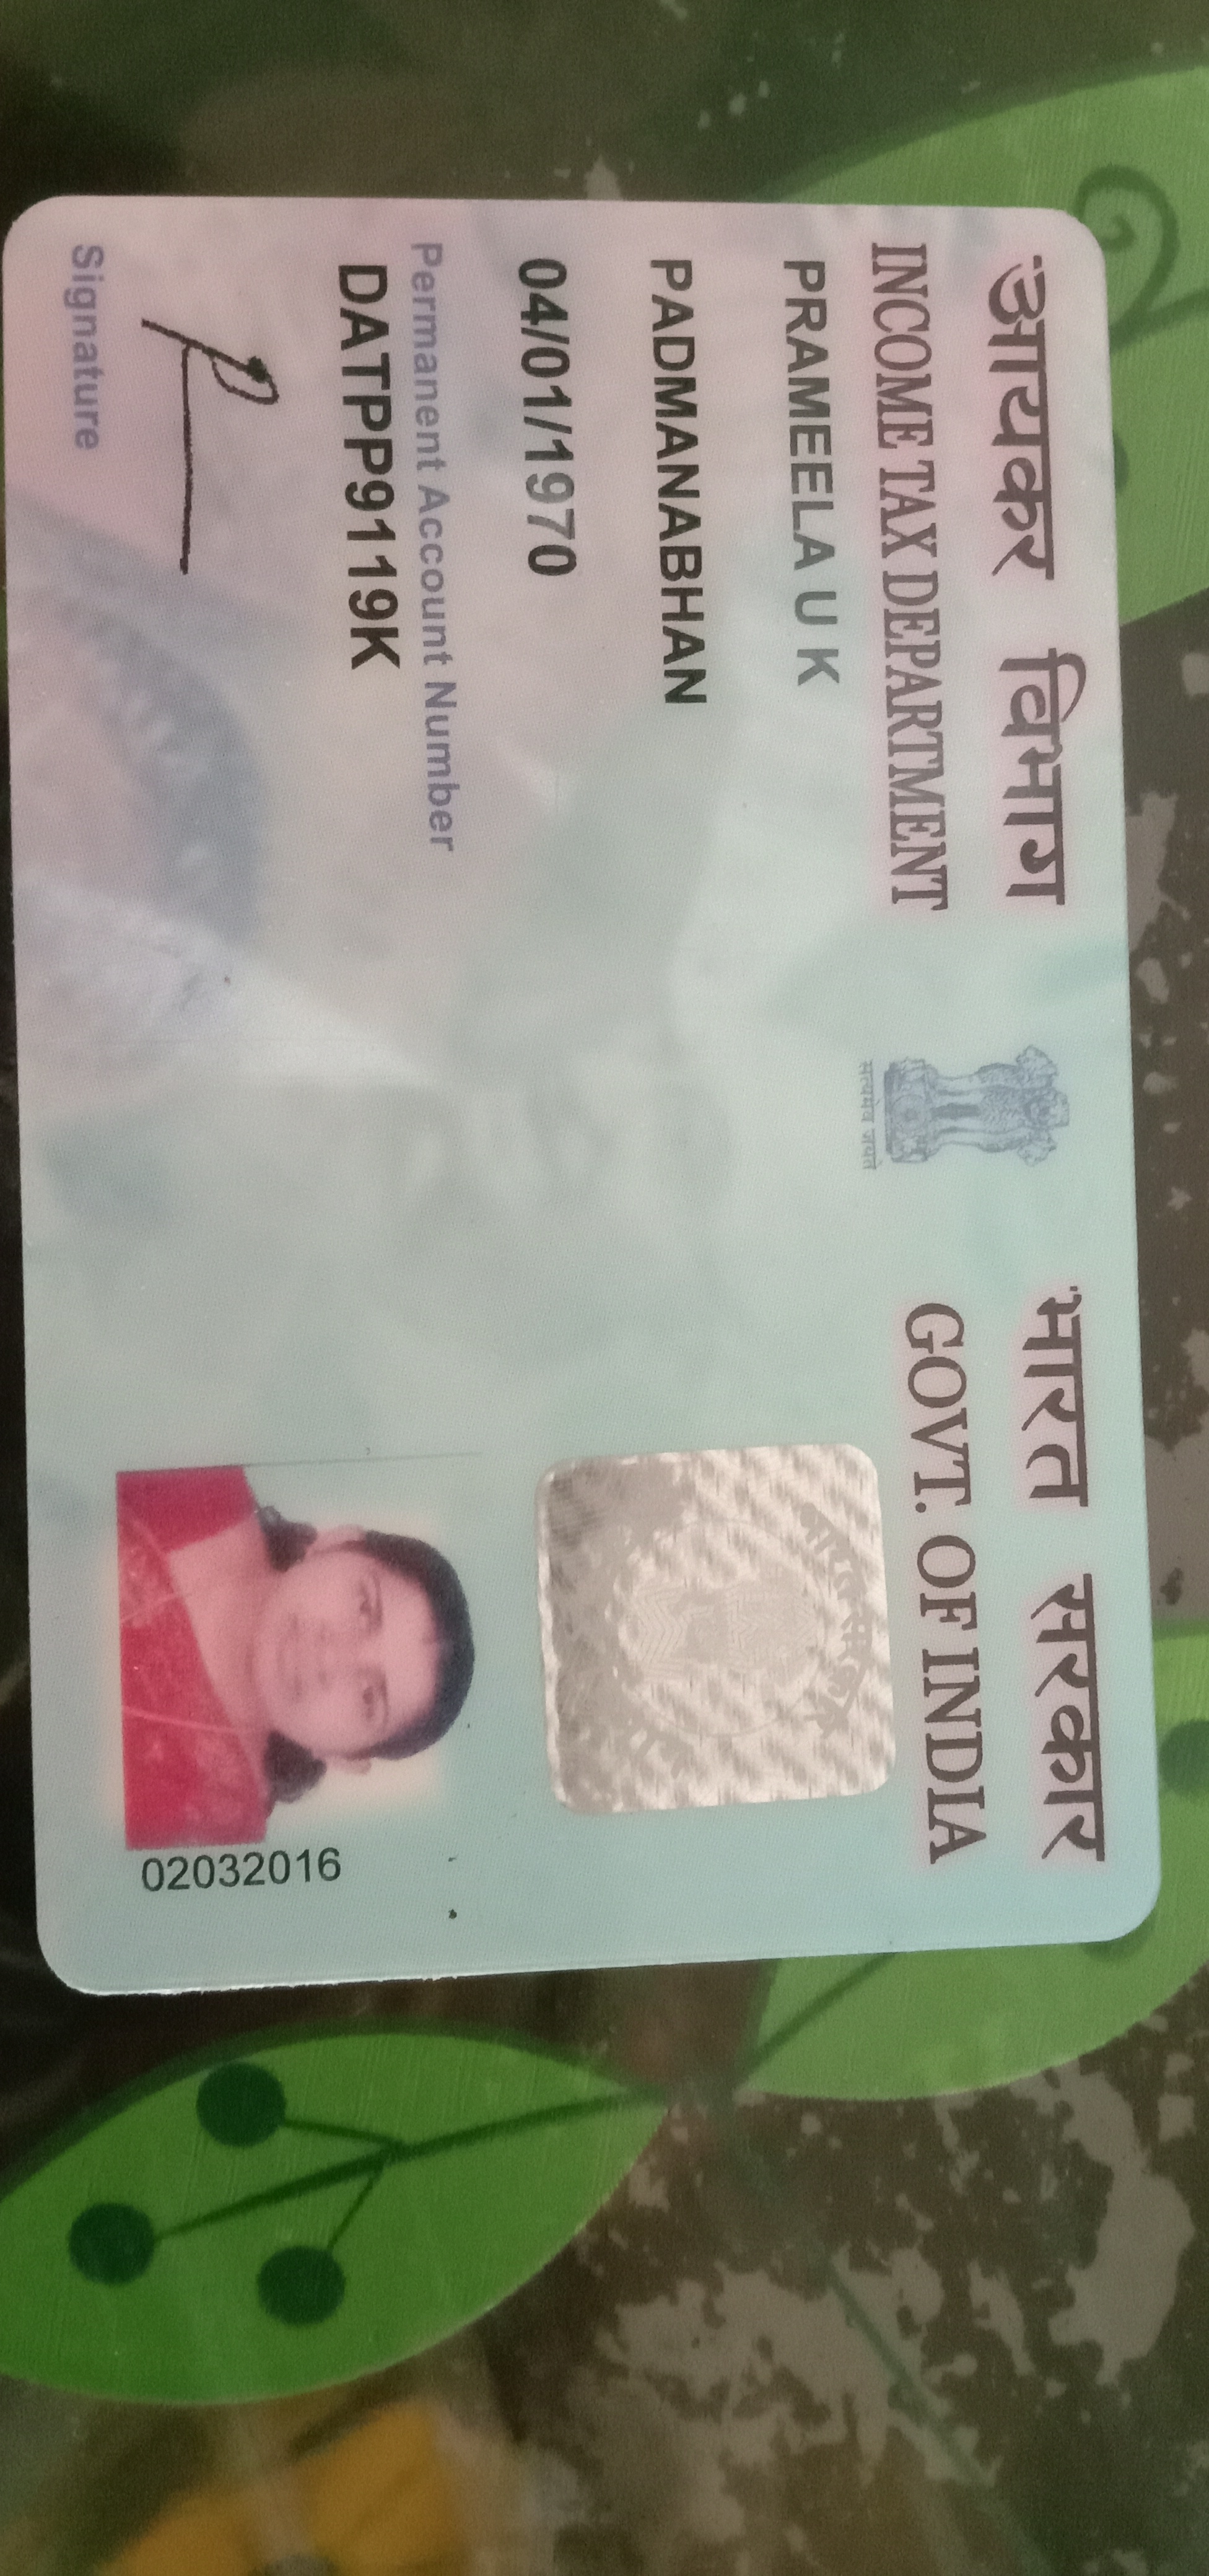 आयकर विभाग
INCOME TAX DEPARTMENT
सत्यमेव जयते
भारत सरकार
GOVT. OF INDIA
PRAMEELA U K
PADMANABHAN
04/01/1970
Permanent Account Number
DATPP9119K
Signature
02032016